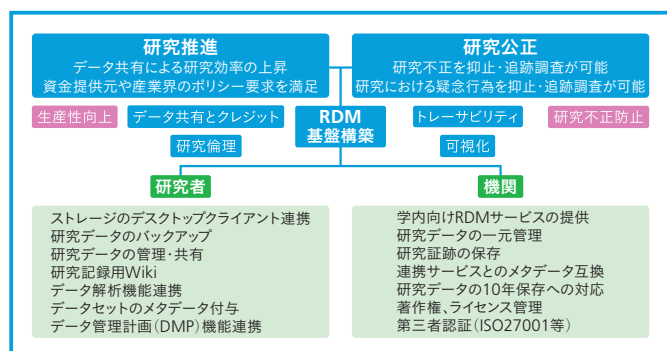 研究推進
データ共有による研究効率の上昇
資金提供元や産業界のポリシー要求を満足
研究公正
研究不正を抑止・追跡調査が可能
研究における疑念行為を抑止・追跡調査が可能
生産性向上
データ共有とクレジット
研究倫理
RDM
基盤構築
トレーサビリティ
可視化
研究不正防止
研究者
ストレージのデスクトップクライアント連携
研究データのバックアップ
研究データの管理・共有
研究記録用Wiki
データ解析機能連携
データセットのメタデータ付与
データ管理計画(DMP)機能連携
機関
学内向けRDMサービスの提供
研究データの一元管理
研究証跡の保存
連携サービスとのメタデータ互換
研究データの10年保存への対応
著作権、ライセンス管理
第三者認証(ISO27001等)